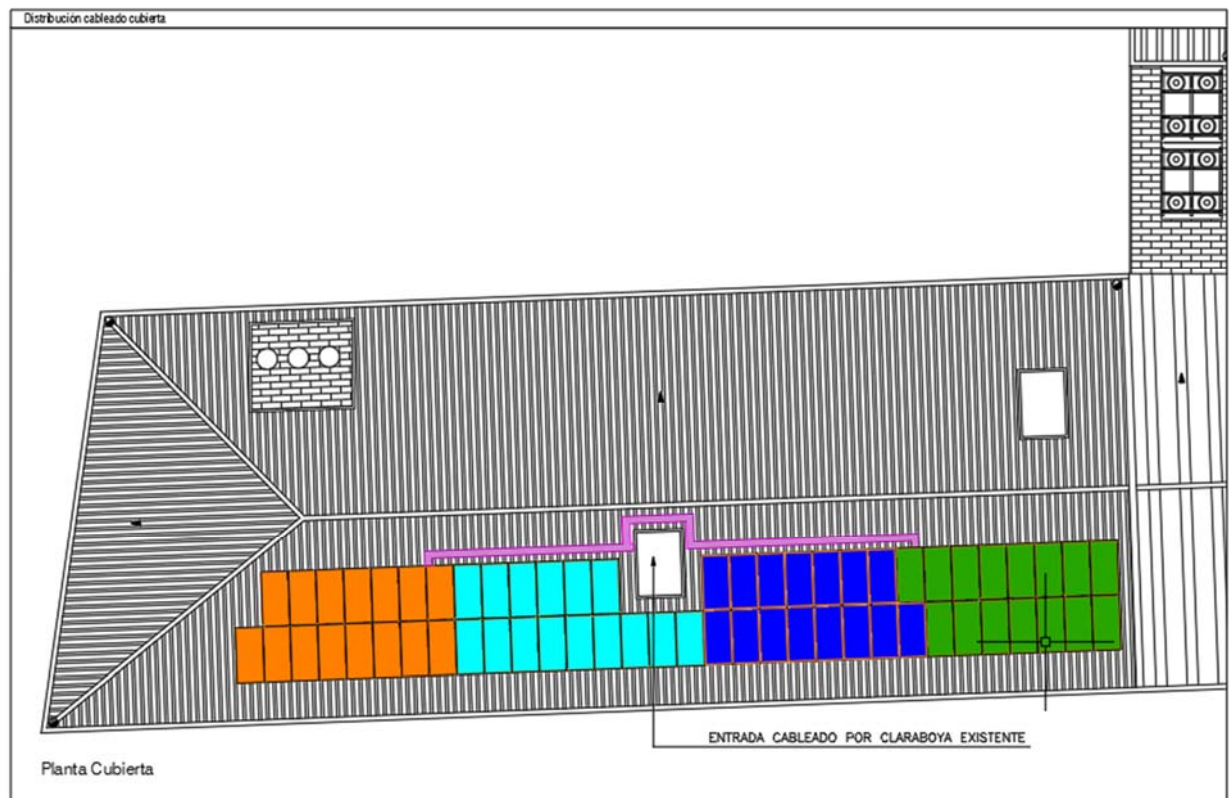 Distribución cableado cubierta
ENTRADA CABLEADO POR CLARABOYA EXISTENTE
Planta Cubierta